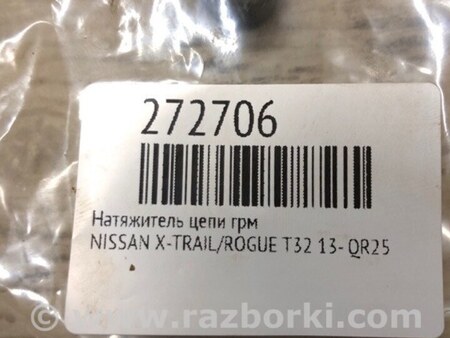 272706
Натяжитель цепи грм
NISSAN X-TRAIL/ROGUE T32 13- QR25
www.razborki.com